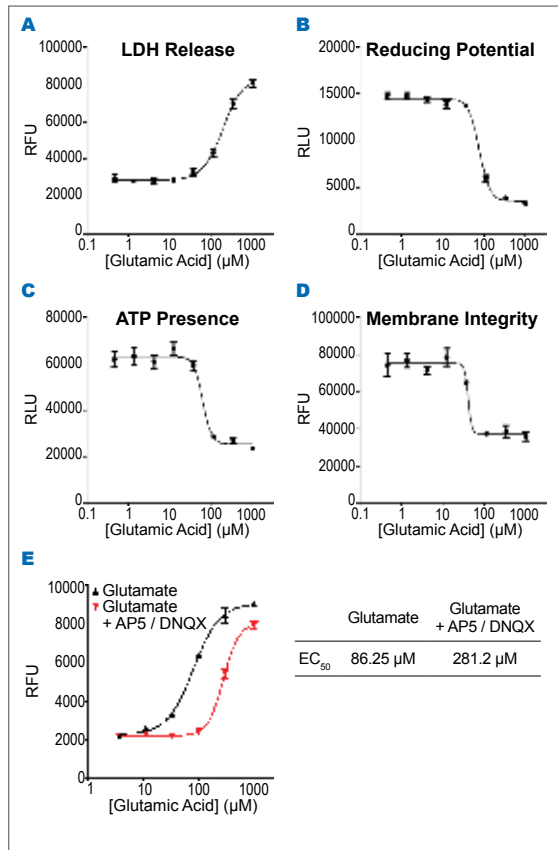 A
LDH Release
RFU
100000
80000
60000
40000
20000
0
0.1 1 10 100 1000
[Glutamic Acid] (µM)
B
Reducing Potential
RLU
20000
15000
10000
5000
0
0.1 1 10 100 1000
[Glutamic Acid] (µM)
C
ATP Presence
RLU
80000
60000
40000
20000
0
0.1 1 10 100 1000
[Glutamic Acid] (µM)
D
Membrane Integrity
RFU
100000
80000
60000
40000
20000
0
0.1 1 10 100 1000
[Glutamic Acid] (µM)
E
Glutamate
Glutamate
+ AP5 / DNQX
RFU
10000
8000
6000
4000
2000
0
1 10 100 1000
[Glutamic Acid] (µM)
Glutamate Glutamate
+ AP5 / DNQX
EC50 86.25 µM 281.2 µM